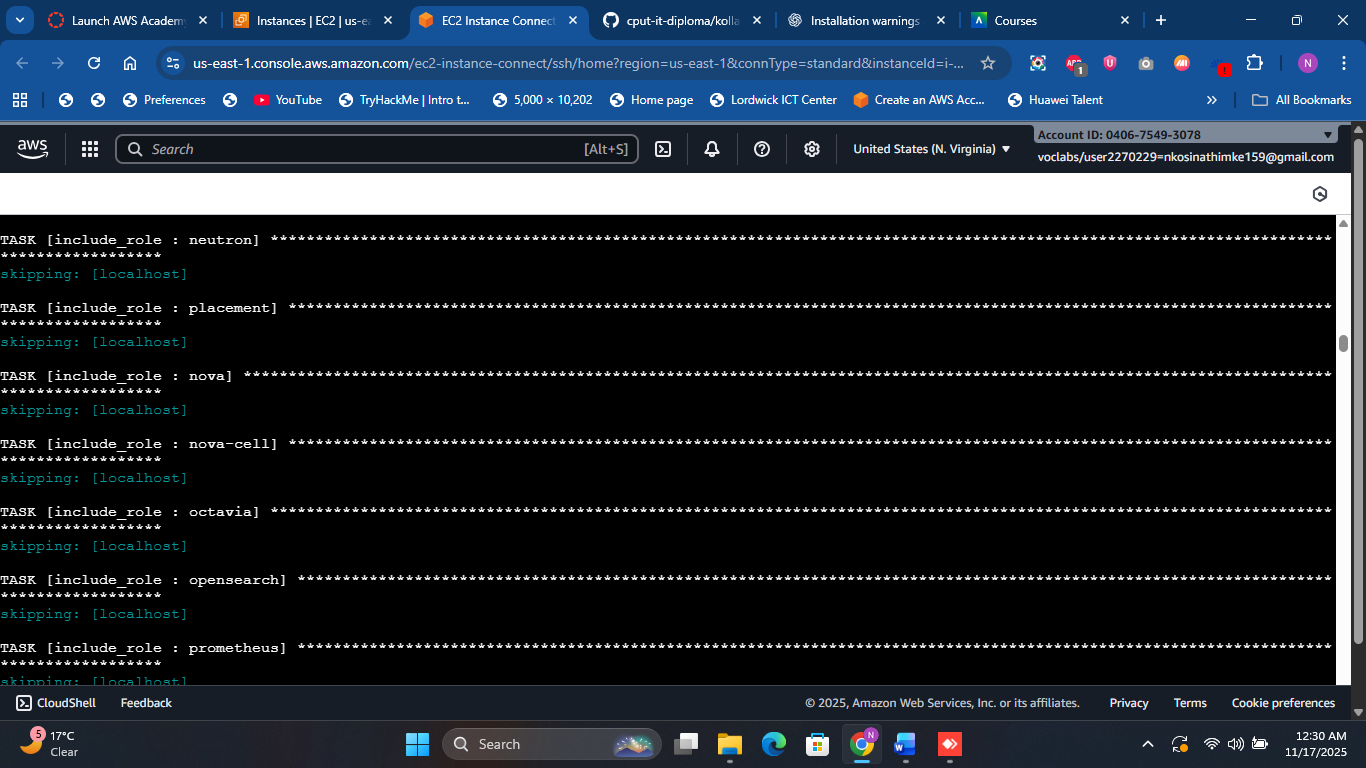 Launch AWS Academy
Instances | EC2 | us-ea
EC2 Instance Connect
cput-it-diploma/kolla
Installation warnings
Courses
us-east-1.console.aws.amazon.com/ec2-instance-connect/ssh/home?region=us-east-1&connType=standard&instanceId=i-...
ABP
1
N
Preferences
YouTube
TryHackMe | Intro t...
5,000 × 10,202
Home page
Lordwick ICT Center
Create an AWS Acc...
Huawei Talent
All Bookmarks
aws
Search
[Alt+S]
United States (N. Virginia)
Account ID: 0406-7549-3078
voclabs/user2270229=nkosinathimke159@gmail.com
TASK [include_role : neutron] **********************************************************************************************************************
******************
skipping: [localhost]
TASK [include_role : placement] ********************************************************************************************************************
******************
skipping: [localhost]
TASK [include_role : nova] *************************************************************************************************************************
******************
skipping: [localhost]
TASK [include_role : nova-cell] ********************************************************************************************************************
******************
skipping: [localhost]
TASK [include_role : octavia] **********************************************************************************************************************
******************
skipping: [localhost]
TASK [include_role : opensearch] *******************************************************************************************************************
******************
skipping: [localhost]
TASK [include_role : prometheus] *******************************************************************************************************************
******************
skipping: [localhost]
CloudShell
Feedback
© 2025, Amazon Web Services, Inc. or its affiliates.
Privacy
Terms
Cookie preferences
5
17°C
Clear
Search
N
12:30 AM
11/17/2025